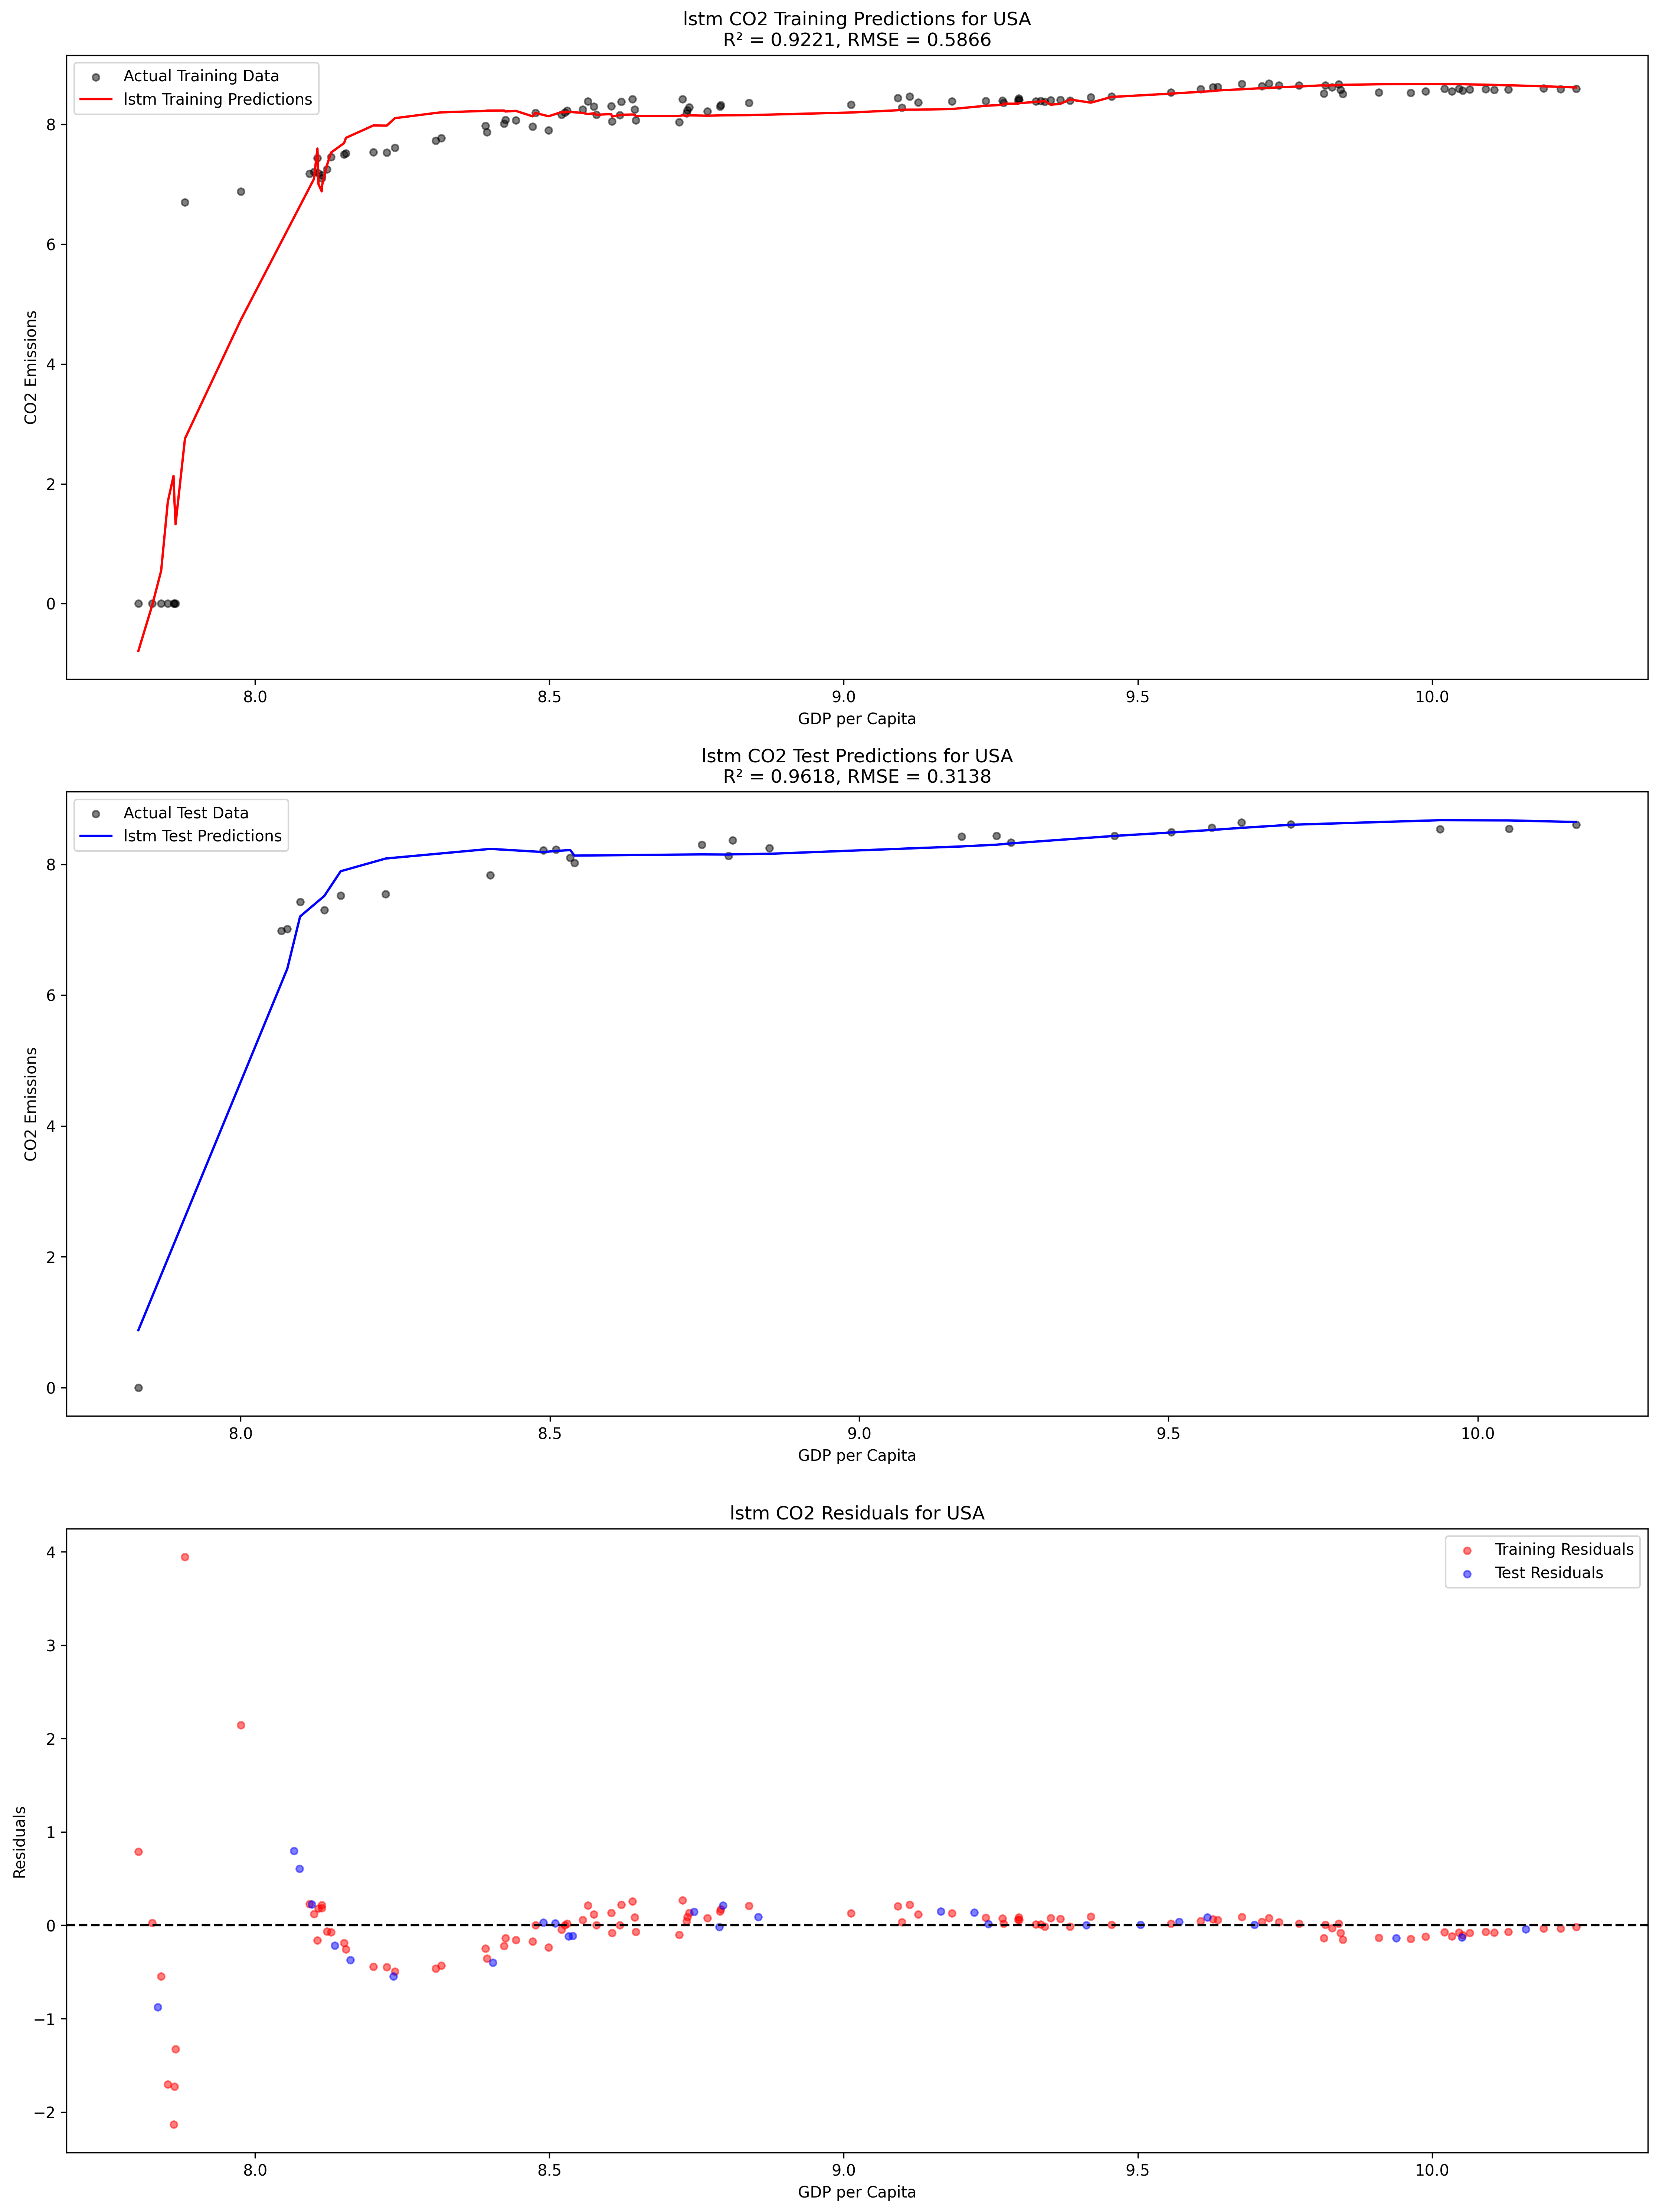 lstm CO2 Training Predictions for USA
R² = 0.9221, RMSE = 0.5866
Actual Training Data
lstm Training Predictions
CO2 Emissions
8
6
4
2
0
8.0 8.5 9.0 9.5 10.0
GDP per Capita
lstm CO2 Test Predictions for USA
R² = 0.9618, RMSE = 0.3138
Actual Test Data
lstm Test Predictions
CO2 Emissions
8
6
4
2
0
8.0 8.5 9.0 9.5 10.0
GDP per Capita
lstm CO2 Residuals for USA
Training Residuals
Test Residuals
Residuals
4
3
2
1
0
−1
−2
8.0 8.5 9.0 9.5 10.0
GDP per Capita